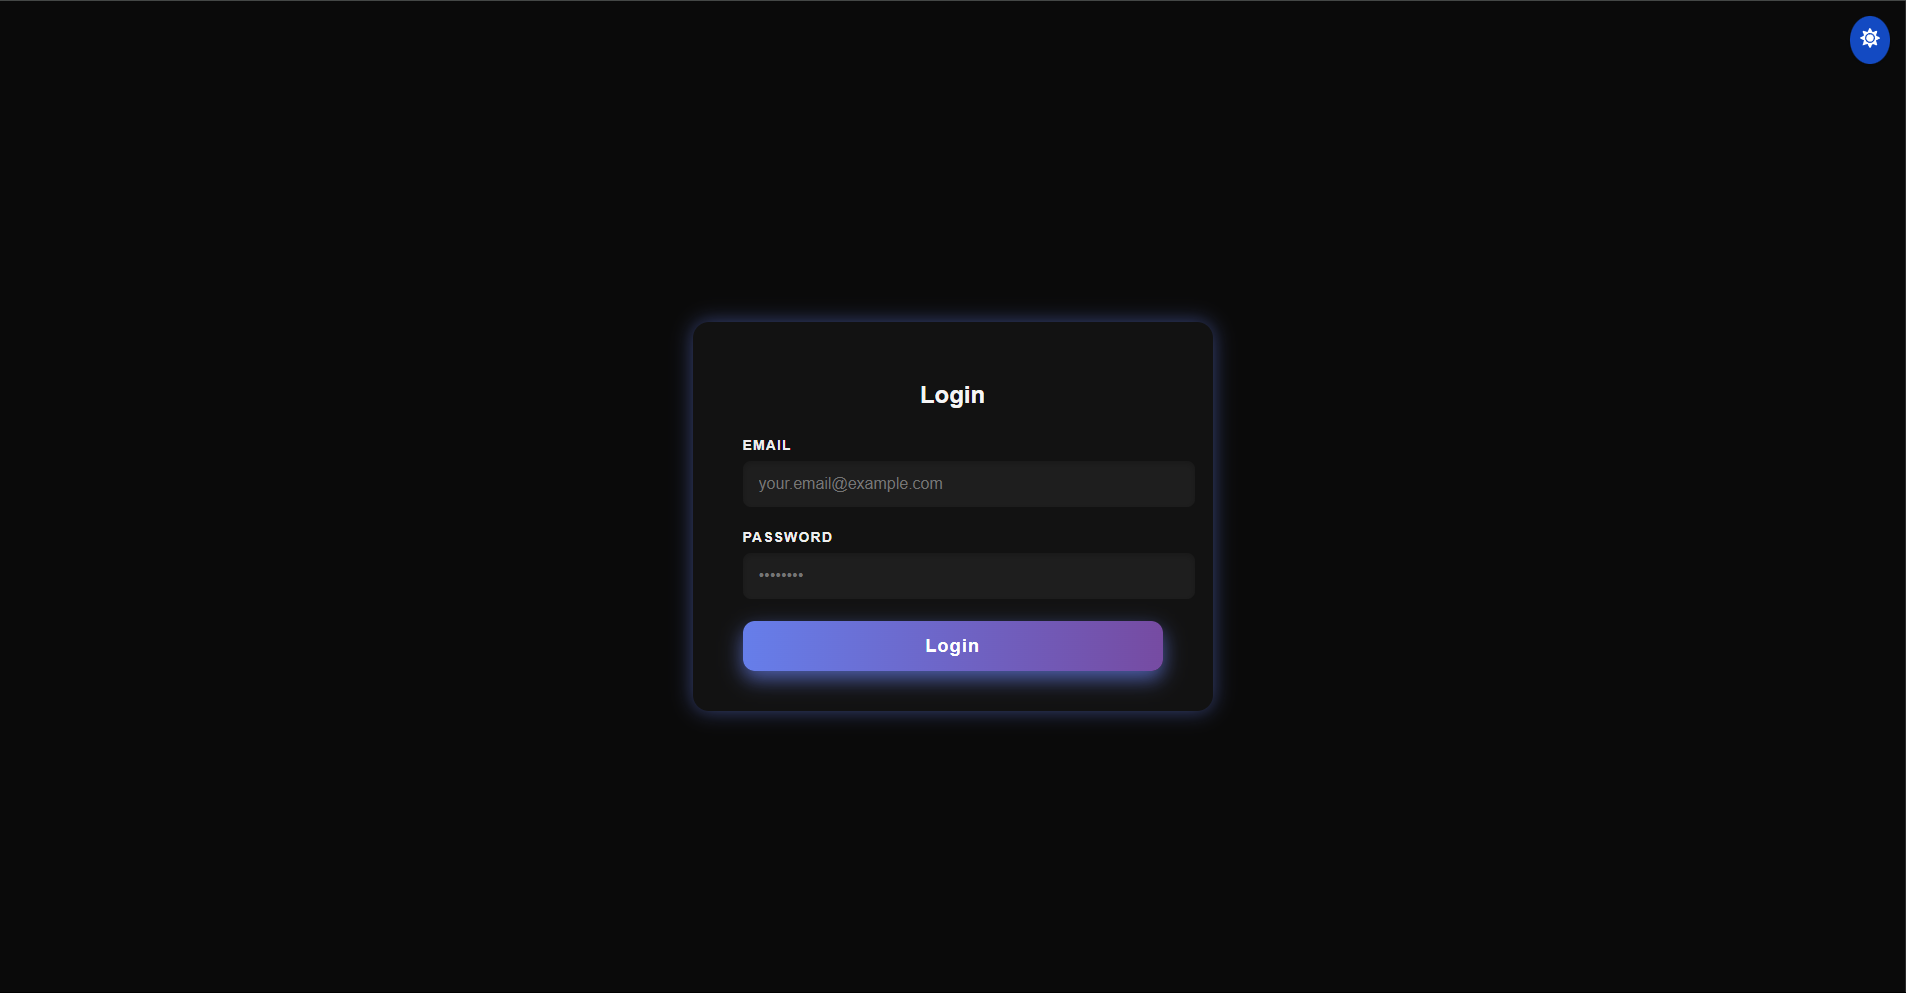 Login
EMAIL
your.email@example.com
PASSWORD
••••••••
Login